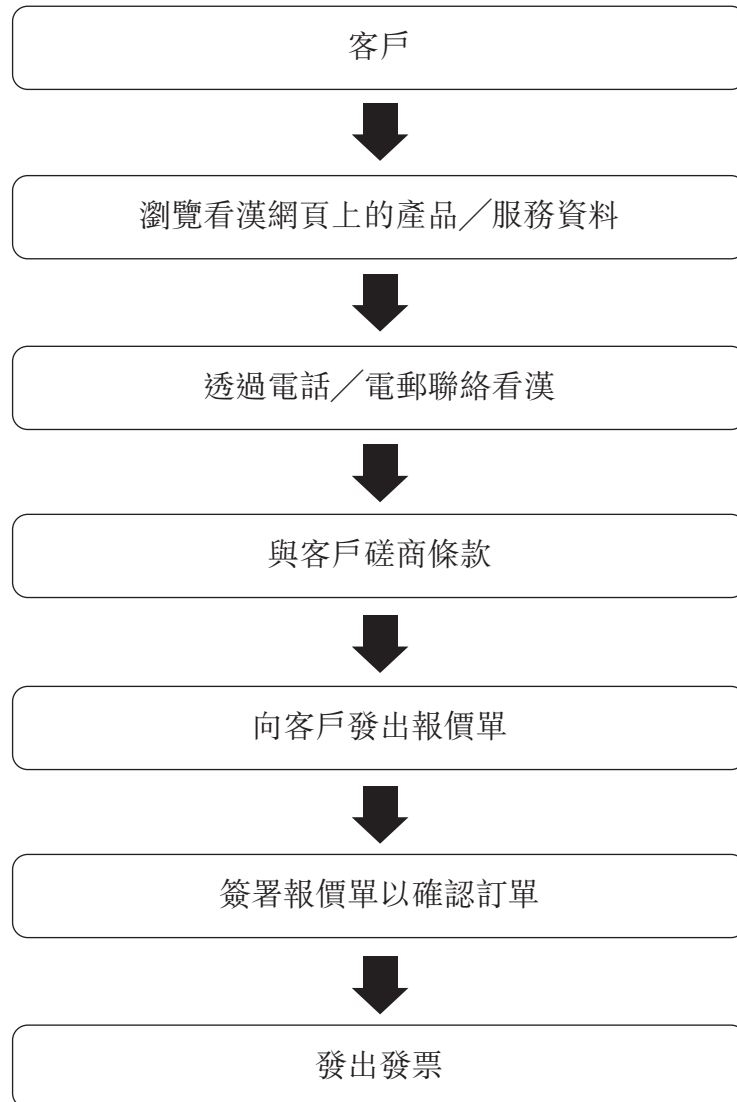 客戶
瀏覽看漢網頁上的產品／服務資料
透過電話／電郵聯絡看漢
與客戶磋商條款
向客戶發出報價單
簽署報價單以確認訂單
發出發票